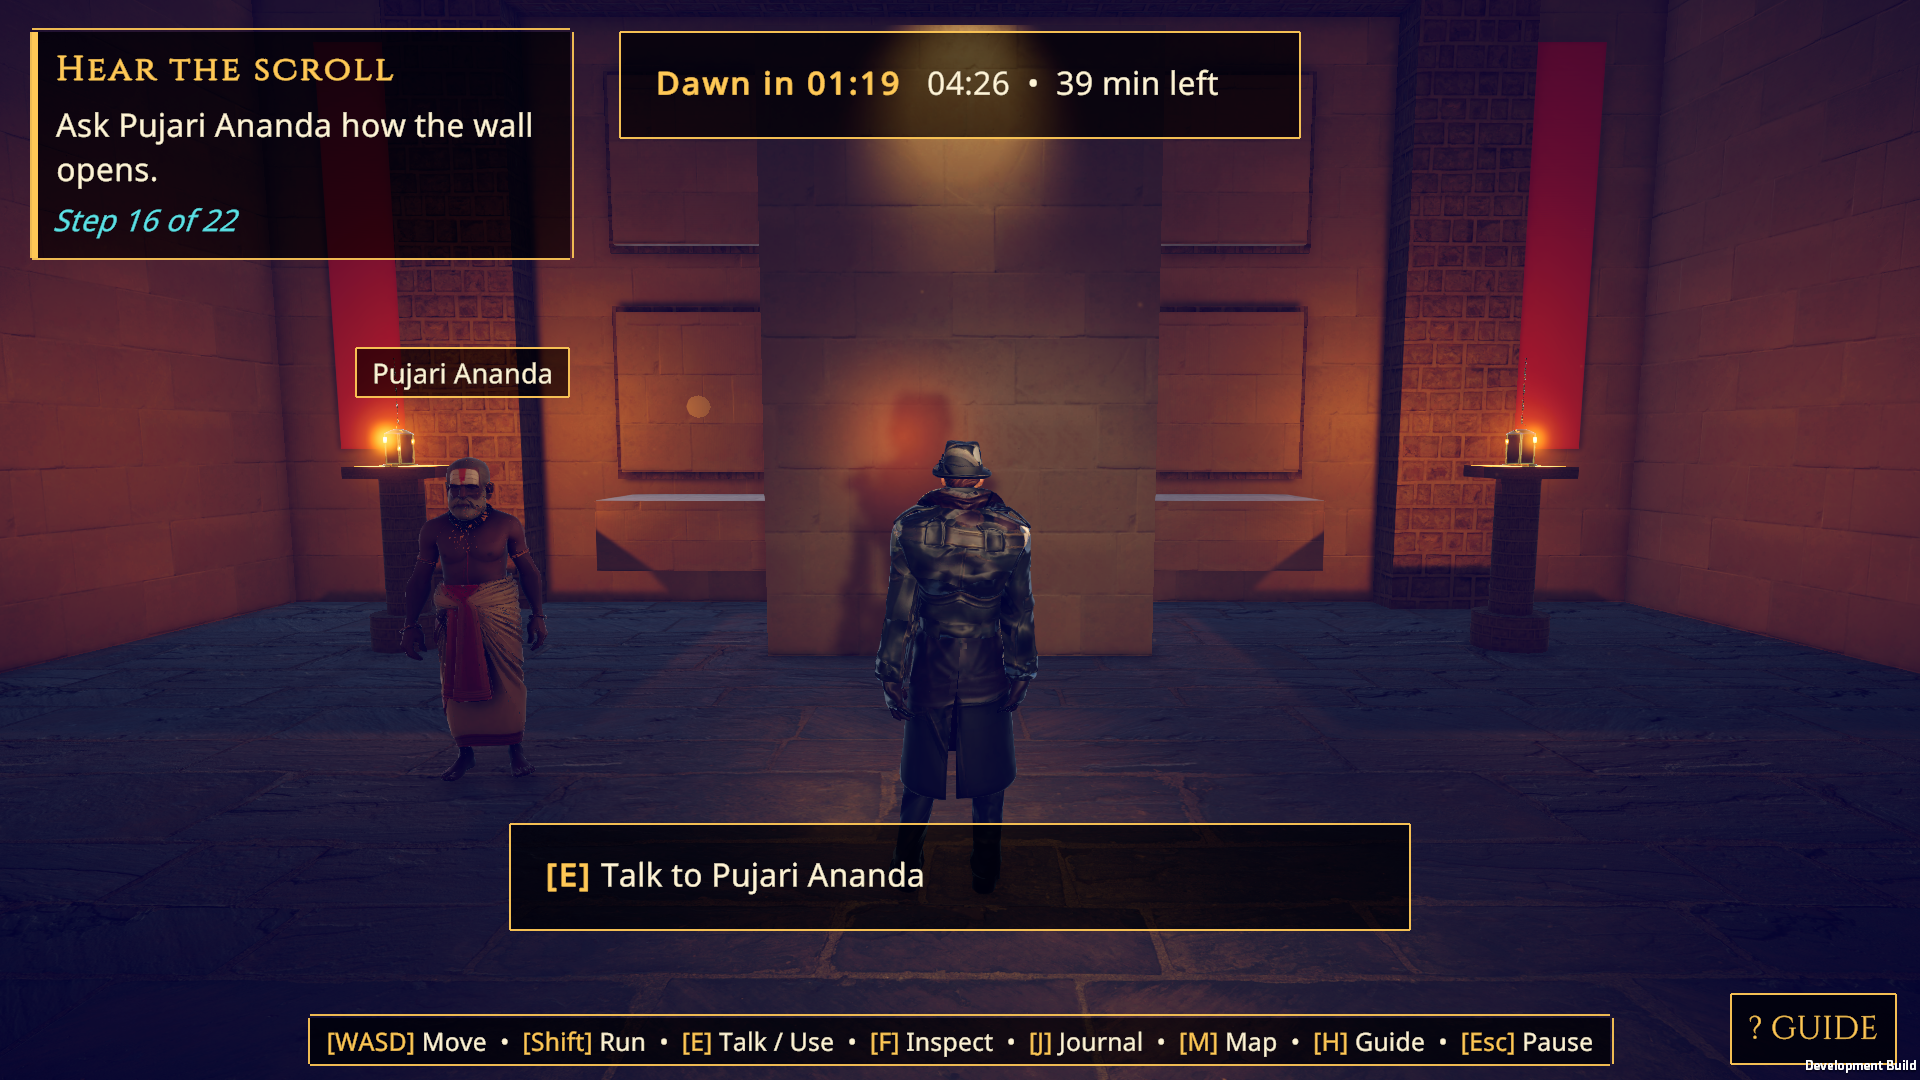 HEAR THE SCROLL
Ask Pujari Ananda how the wall
opens.
Step 16 of 22
Dawn in 01:19 04:26 • 39 min left
Pujari Ananda
[E] Talk to Pujari Ananda
[WASD] Move • [Shift] Run • [E] Talk / Use • [F] Inspect • [J] Journal • [M] Map • [H] Guide • [Esc] Pause
? GUIDE
Development Build